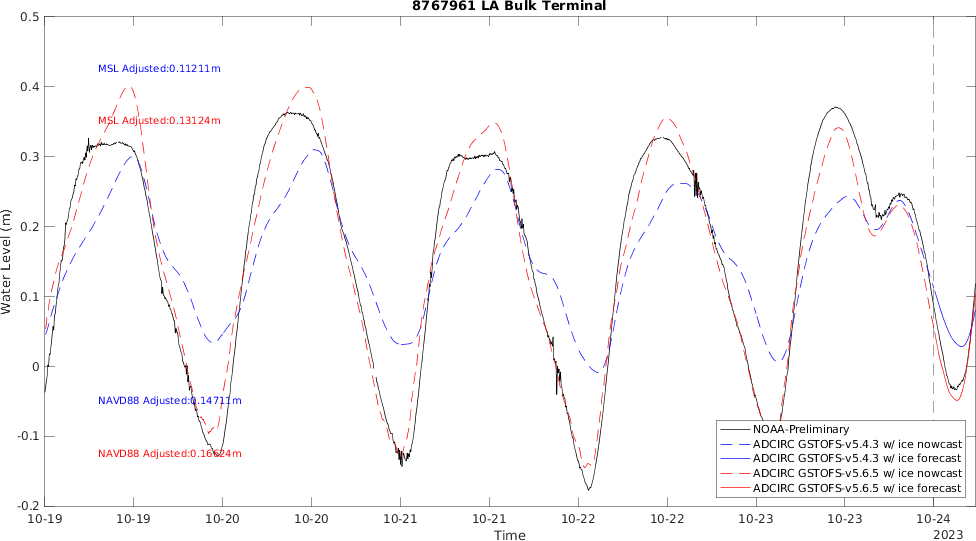 8767961 LA Bulk Terminal
0.5
0.4
0.3
0.2
0.1
0
-0.1
-0.2
Water Level (m)
MSL Adjusted:0.11211m
MSL Adjusted:0.13124m
NAVD88 Adjusted:0.14711m
NAVD88 Adjusted:0.16624m
NOAA-Preliminary
ADCIRC GSTOFS-v5.4.3 w/ ice nowcast
ADCIRC GSTOFS-v5.4.3 w/ ice forecast
ADCIRC GSTOFS-v5.6.5 w/ ice nowcast
ADCIRC GSTOFS-v5.6.5 w/ ice forecast
10-19 10-19 10-20 10-20 10-21 10-21 10-22 10-22 10-23 10-23 10-24
2023
Time